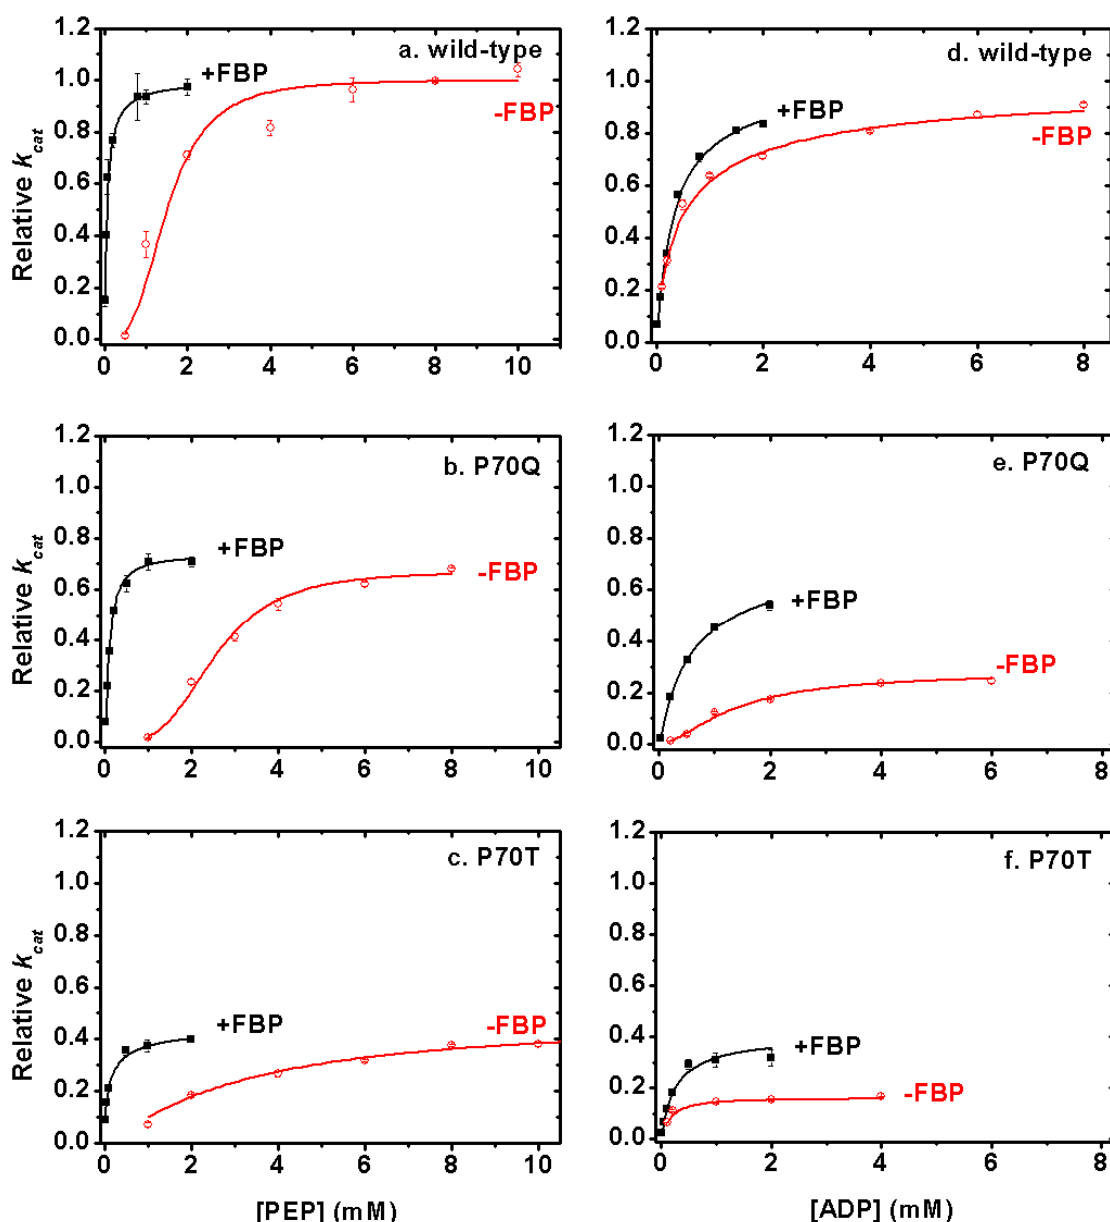 a. wild-type
+FBP
-FBP
Relative kcat
1.2
1.0
0.8
0.6
0.4
0.2
0.0
0 2 4 6 8 10
d. wild-type
+FBP
-FBP
1.2
1.0
0.8
0.6
0.4
0.2
0.0
0 2 4 6 8
b. P70Q
+FBP
-FBP
Relative kcat
1.2
1.0
0.8
0.6
0.4
0.2
0.0
0 2 4 6 8 10
e. P70Q
+FBP
-FBP
1.2
1.0
0.8
0.6
0.4
0.2
0.0
0 2 4 6 8
c. P70T
+FBP
-FBP
Relative kcat
1.2
1.0
0.8
0.6
0.4
0.2
0.0
0 2 4 6 8 10
[PEP] (mM)
f. P70T
+FBP
-FBP
1.2
1.0
0.8
0.6
0.4
0.2
0.0
0 2 4 6 8
[ADP] (mM)